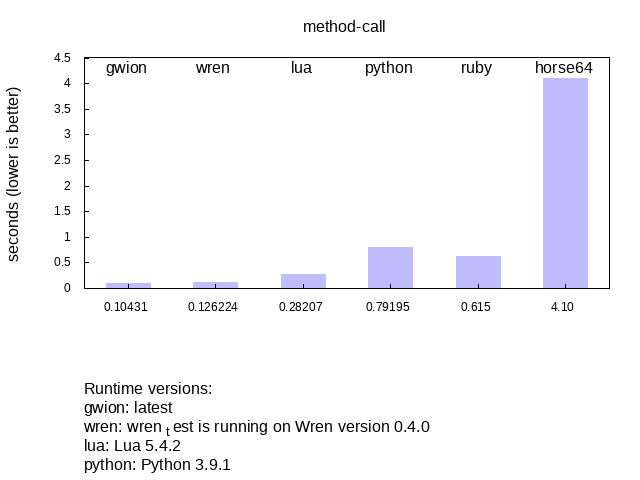 method-call
seconds (lower is better)
4.5
4
3.5
3
2.5
2
1.5
1
0.5
0
gwion wren lua python ruby horse64
0.10431 0.126224 0.28207 0.79195 0.615 4.10
Runtime versions:
gwion: latest
wren: wren test is running on Wren version 0.4.0
lua: Lua 5.4.2
python: Python 3.9.1